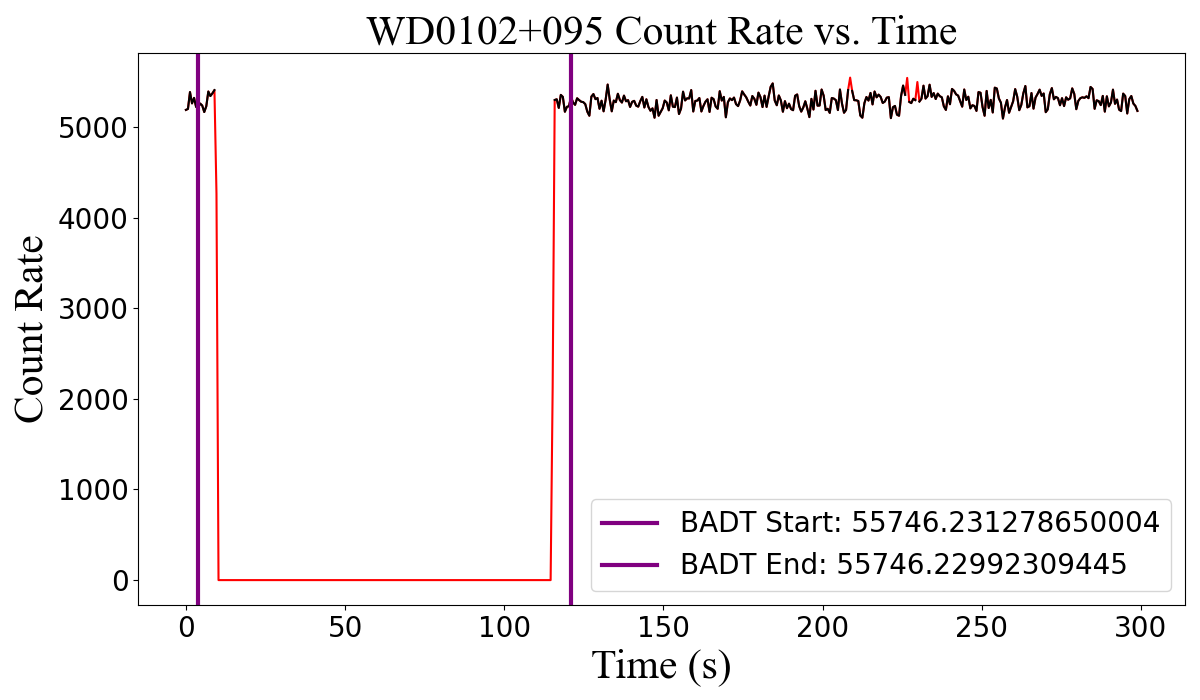 WD0102+095 Count Rate vs. Time
Count Rate
5000
4000
3000
2000
1000
0
BADT Start: 55746.231278650004
BADT End: 55746.22992309445
0 50 100 150 200 250 300
Time (s)